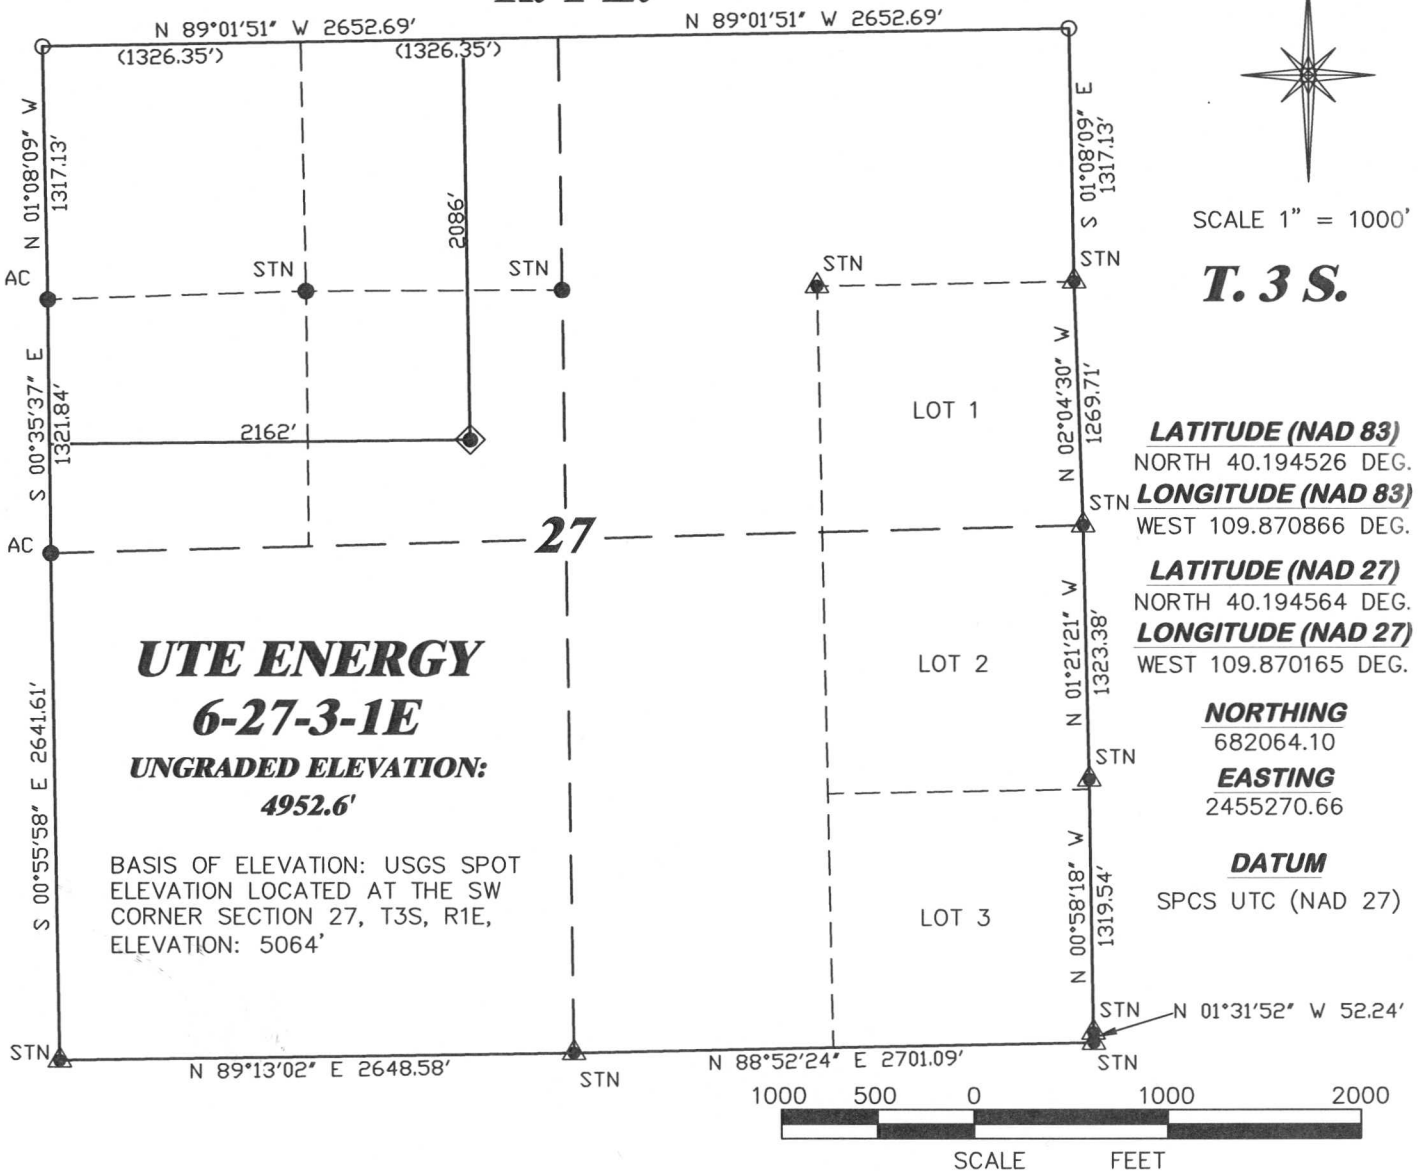 N 89°01'51" W 2652.69'
N 89°01'51" W 2652.69'
(1326.35')
(1326.35')
N 01°08'09" W
1317.13'
S 01°08'09" E
1317.13'
2086'
SCALE 1" = 1000'
T. 3 S.
AC
STN
STN
STN
STN
S 00°35'37" E
1321.84'
2162'
LOT 1
N 02°04'30" W
1269.71'
LATITUDE (NAD 83)
NORTH 40.194526 DEG.
LONGITUDE (NAD 83)
WEST 109.870866 DEG.
STN
AC
27
LATITUDE (NAD 27)
NORTH 40.194564 DEG.
LONGITUDE (NAD 27)
WEST 109.870165 DEG.
LOT 2
N 01°21'21" W
1323.38'
UTE ENERGY
6-27-3-1E
UNGRADED ELEVATION:
4952.6'
NORTHING
682064.10
EASTING
2455270.66
STN
S 00°55'58" E 2641.61'
BASIS OF ELEVATION: USGS SPOT
ELEVATION LOCATED AT THE SW
CORNER SECTION 27, T3S, R1E,
ELEVATION: 5064'
LOT 3
N 00°58'18" W
1319.54'
DATUM
SPCS UTC (NAD 27)
STN
N 01°31'52" W 52.24'
STN
N 89°13'02" E 2648.58'
STN
N 88°52'24" E 2701.09'
STN
1000 500 0 1000 2000
SCALE FEET